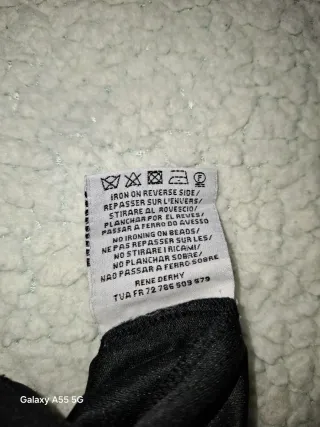 IRON ON REVERSE SIDE/
REPASSER SUR L'ENVERS/
STIRARE AL ROVESCIO/
PLANCHAR POR EL REVES/
PASSAR A FERRO DO AVESSO
NO IRONING ON BEADS/
NE PAS REPASSER SUR LES/
NO STIRARE I RICAMI/
NO PLANCHAR SOBRE/
NAO PASSAR A FERRO SOBRE
RENE DERHY
TVA FR 72 786 509 679
Galaxy A55 5G